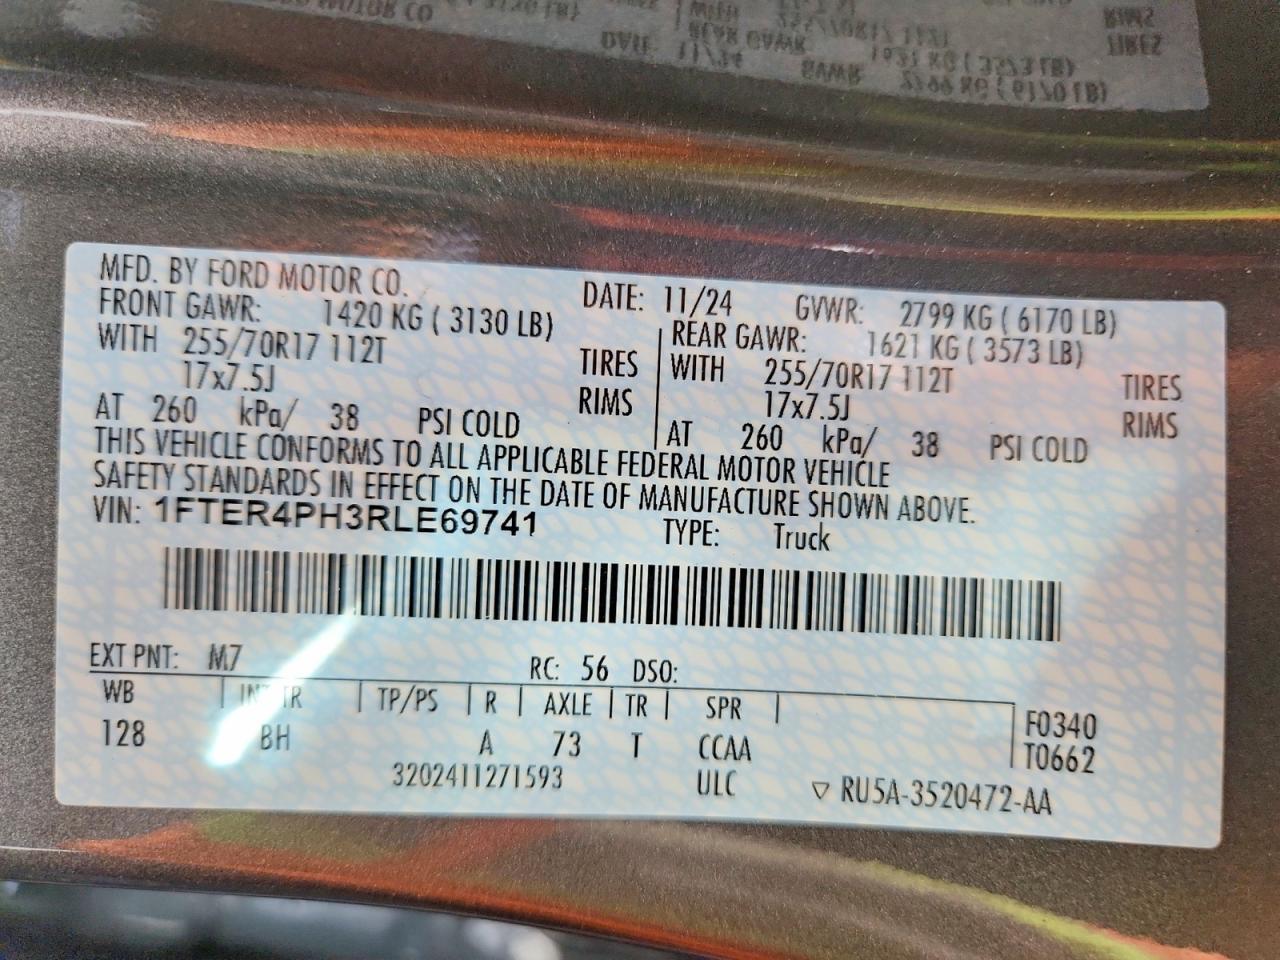 MFD. BY FORD MOTOR CO. DATE: 11/24 GVWR: 2799 KG ( 6170 LB)
FRONT GAWR: 1420 KG ( 3130 LB) REAR GAWR: 1621 KG ( 3573 LB)
WITH 255/70R17 112T TIRES WITH 255/70R17 112T TIRES
17x7.5J RIMS 17x7.5J RIMS
AT 260 kPa/ 38 PSI COLD AT 260 kPa/ 38 PSI COLD
THIS VEHICLE CONFORMS TO ALL APPLICABLE FEDERAL MOTOR VEHICLE
SAFETY STANDARDS IN EFFECT ON THE DATE OF MANUFACTURE SHOWN ABOVE.
VIN: 1FTER4PH3RLE69741 TYPE: Truck
EXT PNT: M7 RC: 56 DSO:
WB INT TR TP/PS R AXLE TR SPR F0340
128 BH A 73 T CCAA T0662
3202411271593 ULC ▽ RU5A-3520472-AA